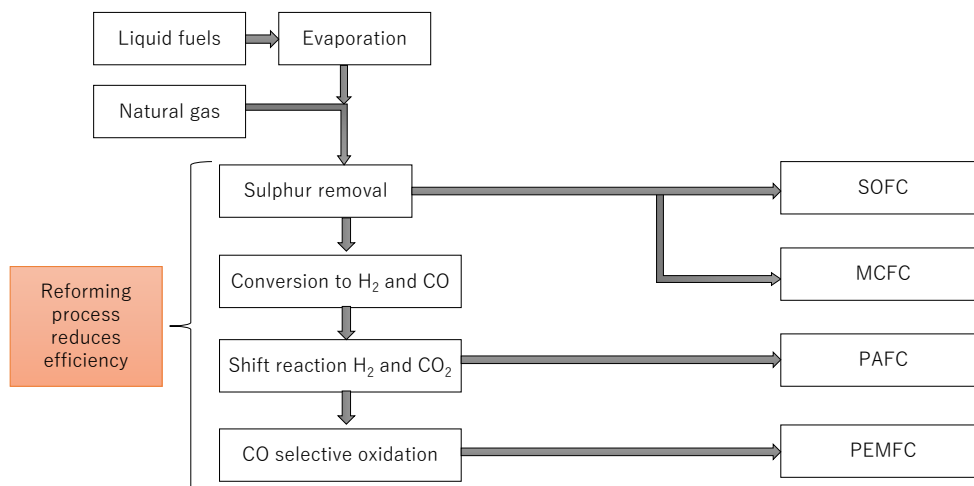 Liquid fuels
Evaporation
Natural gas
Sulphur removal
SOFC
MCFC
Conversion to H₂ and CO
Reforming
process
reduces
efficiency
Shift reaction H₂ and CO₂
PAFC
CO selective oxidation
PEMFC